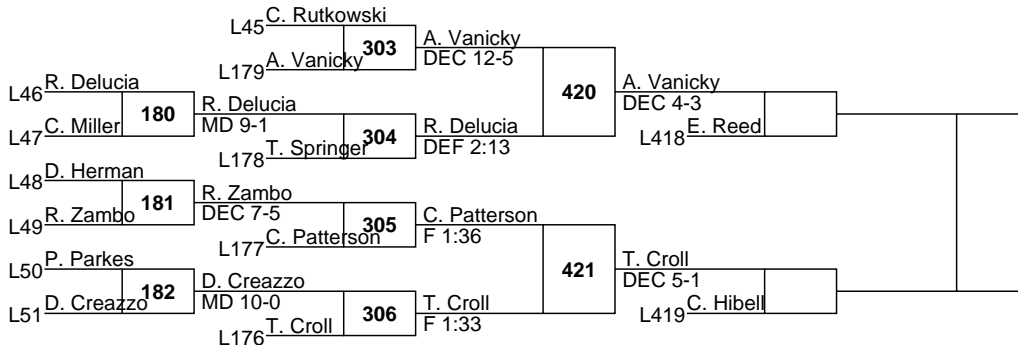 L45 C. Rutkowski
303 A. Vanicky
DEC 12-5
L179 A. Vanicky
L46 R. Delucia
180 R. Delucia
MD 9-1
L47 C. Miller
304 R. Delucia
DEF 2:13
L178 T. Springer
420 A. Vanicky
DEC 4-3
L418 E. Reed
L48 D. Herman
181 R. Zambo
DEC 7-5
L49 R. Zambo
305 C. Patterson
F 1:36
L177 C. Patterson
L50 P. Parkes
182 D. Creazzo
MD 10-0
L51 D. Creazzo
306 T. Croll
F 1:33
L176 T. Croll
421 T. Croll
DEC 5-1
L419 C. Hibell